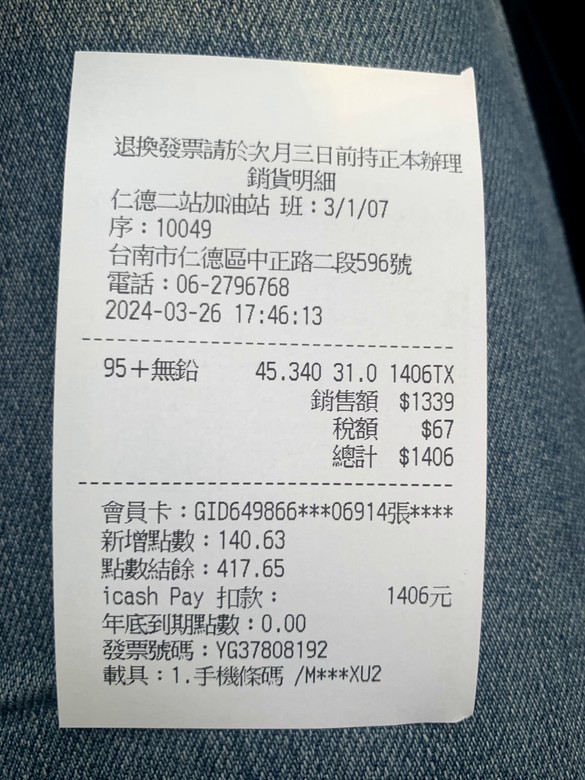 退換發票請於次月三日前持正本辦理
銷貨明細
仁德二站加油站 班：3/1/07
序：10049
台南市仁德區中正路二段596號
電話：06-2796768
2024-03-26 17:46:13
95＋無鉛 45.340 31.0 1406TX
銷售額 $1339
稅額 $67
總計 $1406
會員卡：GID649866***06914張****
新增點數：140.63
點數結餘：417.65
icash Pay 扣款： 1406元
年底到期點數：0.00
發票號碼：YG37808192
載具：1.手機條碼 /M***XU2